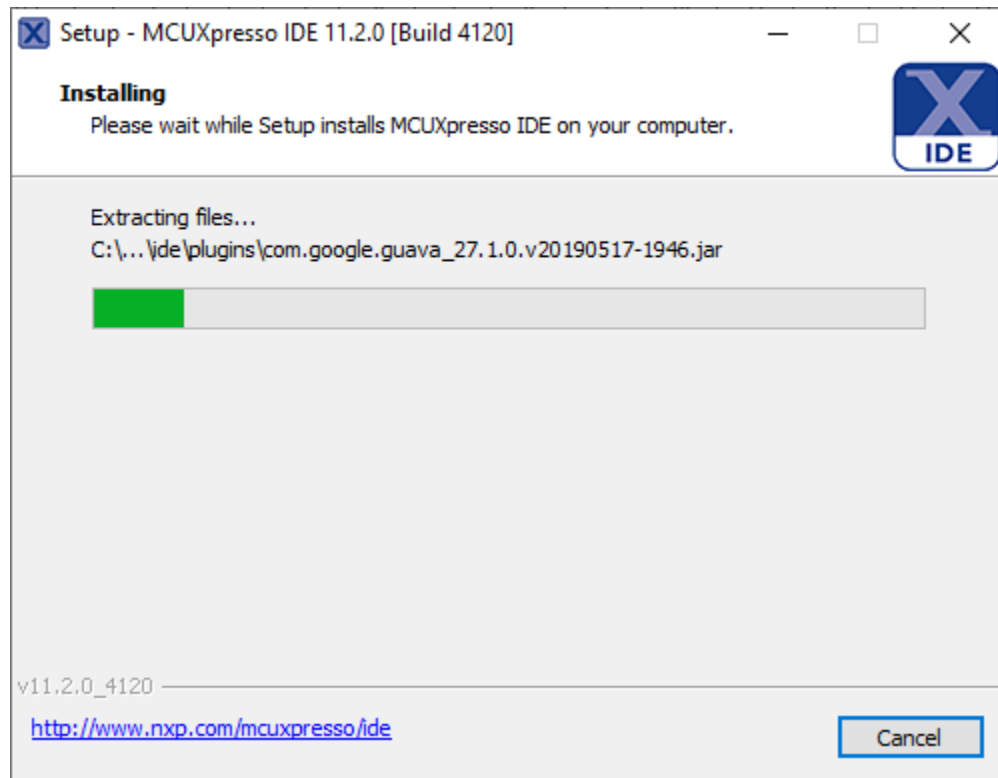 Setup - MCUXpresso IDE 11.2.0 [Build 4120]
Installing
Please wait while Setup installs MCUXpresso IDE on your computer.
X
IDE
Extracting files...
C:\...\ide\plugins\com.google.guava_27.1.0.v20190517-1946.jar
v11.2.0_4120
http://www.nxp.com/mcuxpresso/ide
Cancel